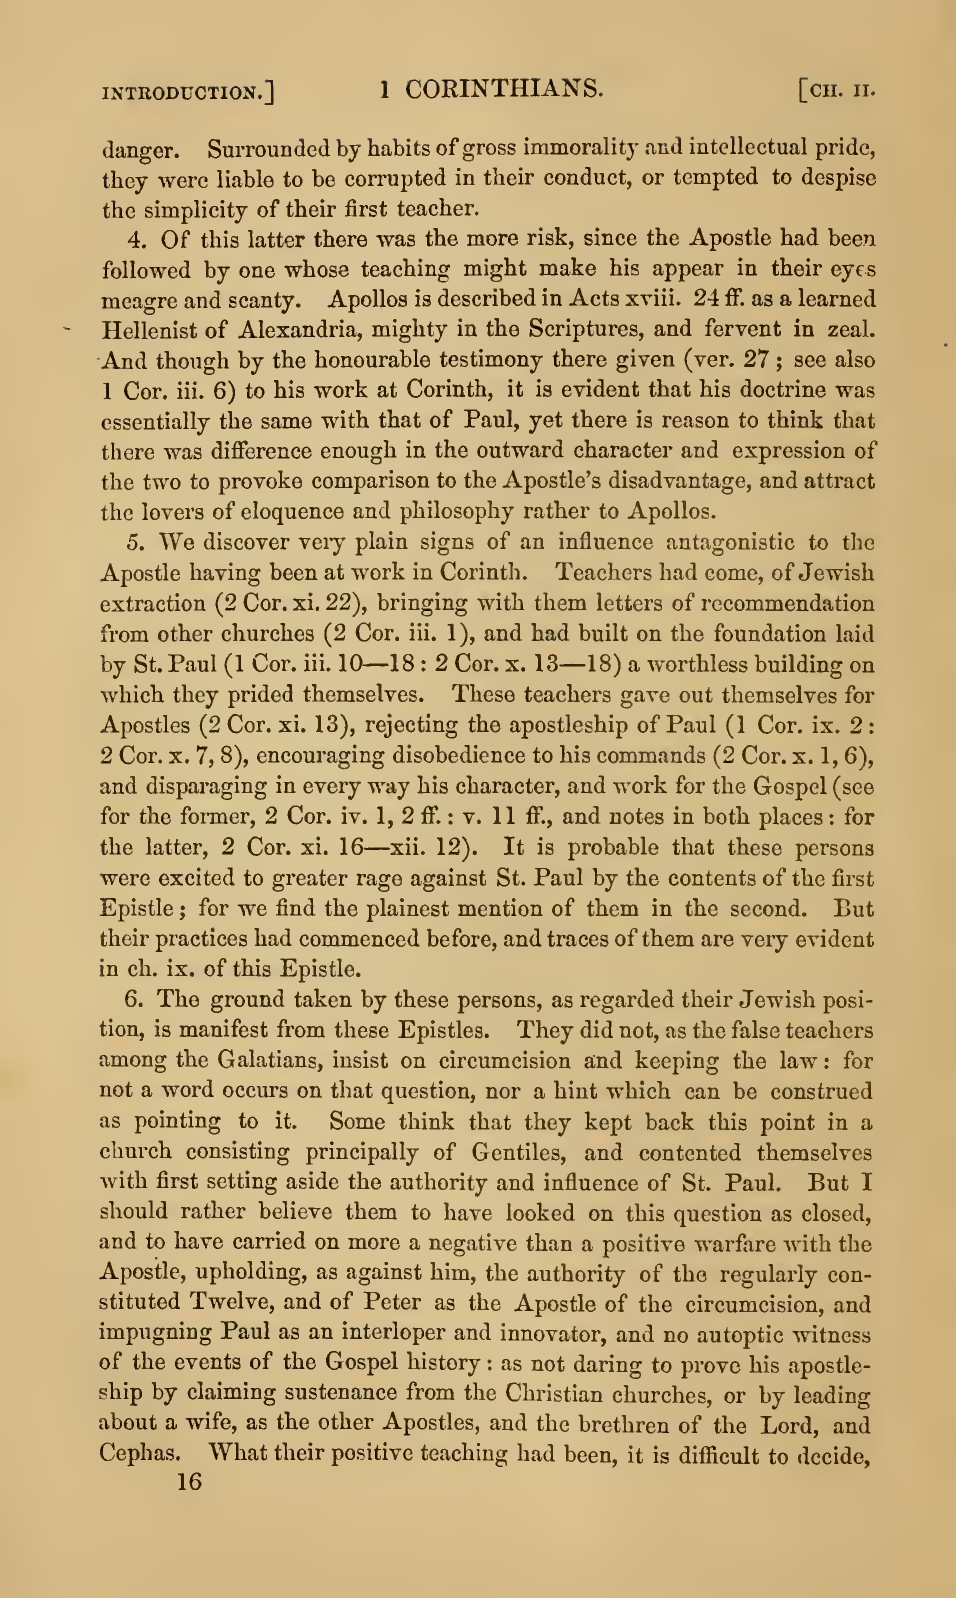 INTRODUCTION.] 1 CORINTHIANS. [CH. II.
danger. Surrounded by habits of gross immorality and intellectual pride,
they were liable to be corrupted in their conduct, or tempted to despise
the simplicity of their first teacher.
4. Of this latter there was the more risk, since the Apostle had been
followed by one whose teaching might make his appear in their eyes
meagre and scanty. Apollos is described in Acts xviii. 24 ff. as a learned
Hellenist of Alexandria, mighty in the Scriptures, and fervent in zeal.
And though by the honourable testimony there given (ver. 27; see also
1 Cor. iii. 6) to his work at Corinth, it is evident that his doctrine was
essentially the same with that of Paul, yet there is reason to think that
there was difference enough in the outward character and expression of
the two to provoke comparison to the Apostle's disadvantage, and attract
the lovers of eloquence and philosophy rather to Apollos.
5. We discover very plain signs of an influence antagonistic to the
Apostle having been at work in Corinth. Teachers had come, of Jewish
extraction (2 Cor. xi. 22), bringing with them letters of recommendation
from other churches (2 Cor. iii. 1), and had built on the foundation laid
by St. Paul (1 Cor. iii. 10—18: 2 Cor. x. 13—18) a worthless building on
which they prided themselves. These teachers gave out themselves for
Apostles (2 Cor. xi. 13), rejecting the apostleship of Paul (1 Cor. ix. 2:
2 Cor. x. 7, 8), encouraging disobedience to his commands (2 Cor. x. 1, 6),
and disparaging in every way his character, and work for the Gospel (see
for the former, 2 Cor. iv. 1, 2 ff.: v. 11 ff., and notes in both places: for
the latter, 2 Cor. xi. 16—xii. 12). It is probable that these persons
were excited to greater rage against St. Paul by the contents of the first
Epistle; for we find the plainest mention of them in the second. But
their practices had commenced before, and traces of them are very evident
in ch. ix. of this Epistle.
6. The ground taken by these persons, as regarded their Jewish posi-
tion, is manifest from these Epistles. They did not, as the false teachers
among the Galatians, insist on circumcision and keeping the law: for
not a word occurs on that question, nor a hint which can be construed
as pointing to it. Some think that they kept back this point in a
church consisting principally of Gentiles, and contented themselves
with first setting aside the authority and influence of St. Paul. But I
should rather believe them to have looked on this question as closed,
and to have carried on more a negative than a positive warfare with the
Apostle, upholding, as against him, the authority of the regularly con-
stituted Twelve, and of Peter as the Apostle of the circumcision, and
impugning Paul as an interloper and innovator, and no autoptic witness
of the events of the Gospel history: as not daring to prove his apostle-
ship by claiming sustenance from the Christian churches, or by leading
about a wife, as the other Apostles, and the brethren of the Lord, and
Cephas. What their positive teaching had been, it is difficult to decide,
16